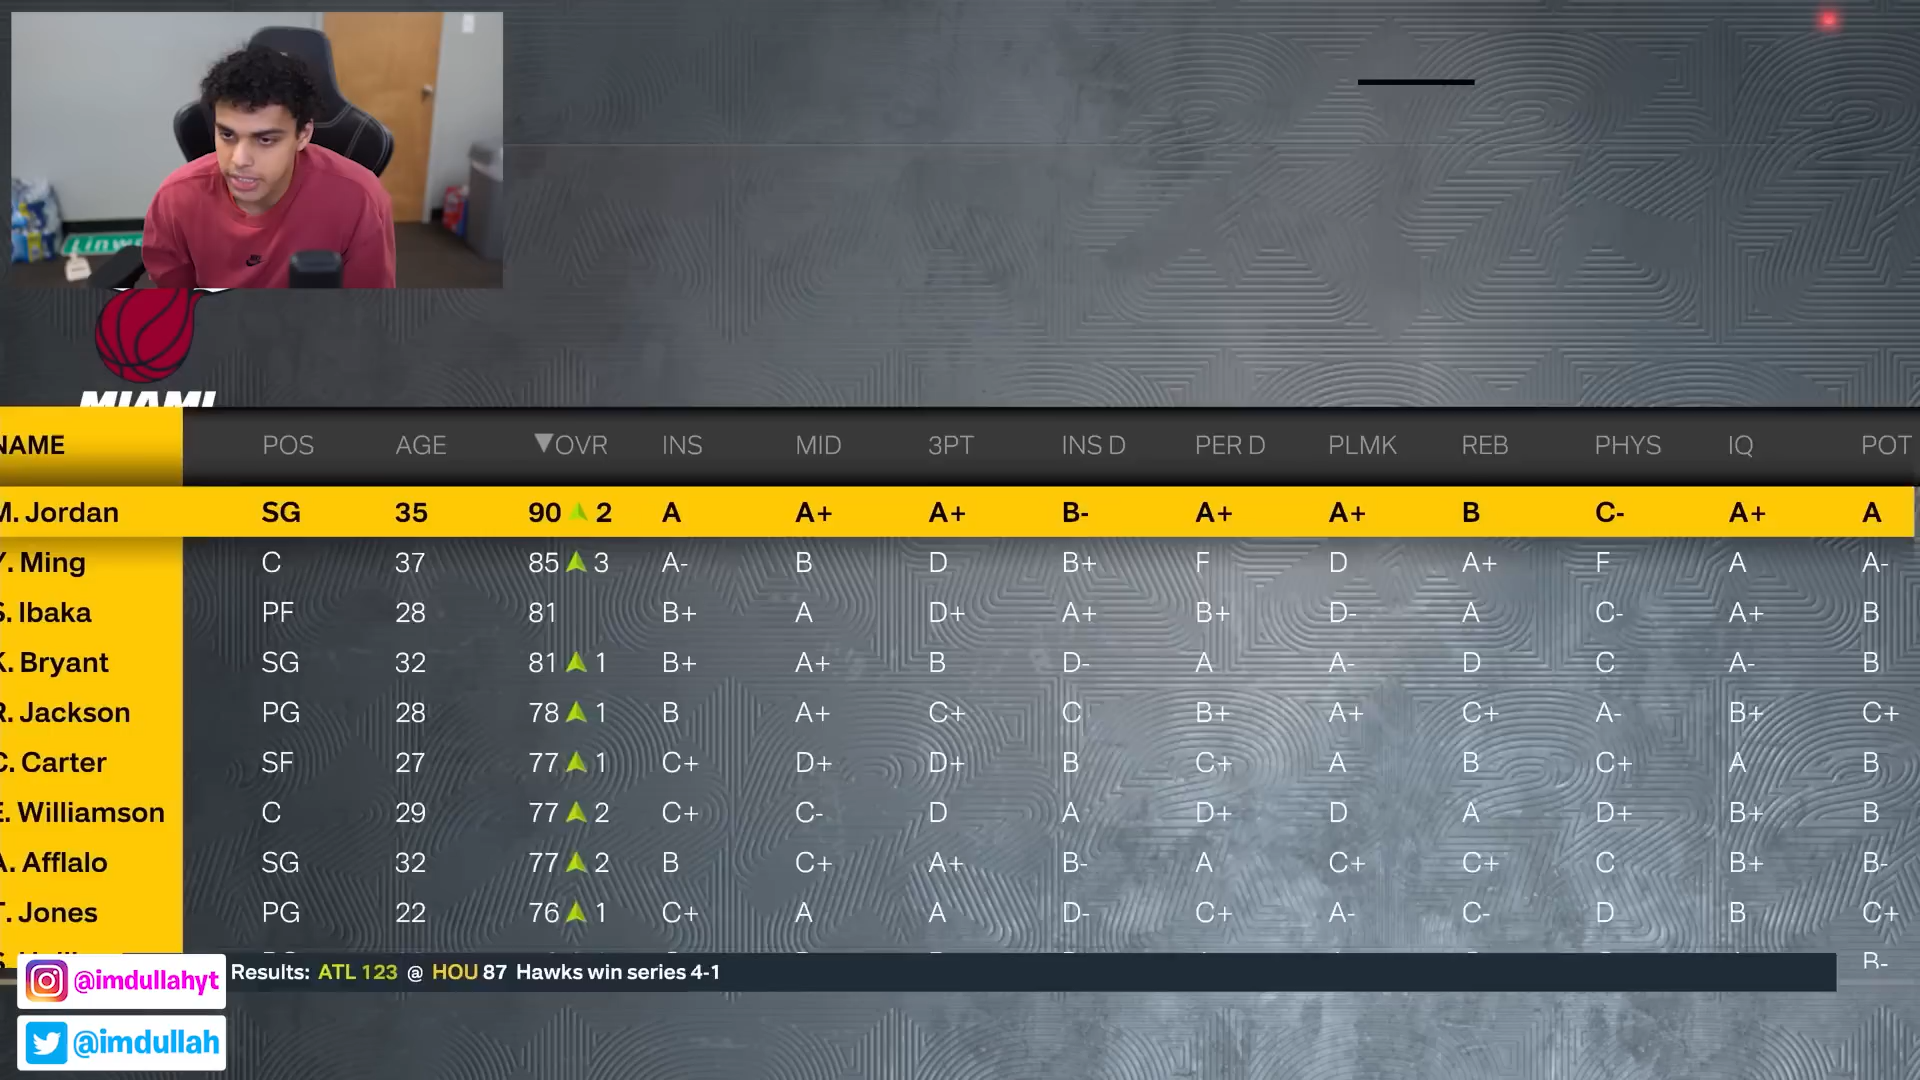 Linw
MIAMI
NAME POS AGE ▼OVR INS MID 3PT INS D PER D PLMK REB PHYS IQ POT
M. Jordan SG 35 90 ▲ 2 A A+ A+ B- A+ A+ B C- A+ A
Y. Ming C 37 85 ▲ 3 A- B D B+ F D A+ F A A-
S. Ibaka PF 28 81 B+ A D+ A+ B+ D- A C- A+ B
K. Bryant SG 32 81 ▲ 1 B+ A+ B D- A A- D C A- B
R. Jackson PG 28 78 ▲ 1 B A+ C+ C B+ A+ C+ A- B+ C+
C. Carter SF 27 77 ▲ 1 C+ D+ D+ B C+ A B C+ A B
E. Williamson C 29 77 ▲ 2 C+ C- D A D+ D A D+ B+ B
A. Afflalo SG 32 77 ▲ 2 B C+ A+ B- A C+ C+ C B+ B-
T. Jones PG 22 76 ▲ 1 C+ A A D- C+ A- C- D B C+
B-
Results: ATL 123 @ HOU 87 Hawks win series 4-1
@imdullahyt
@imdullah